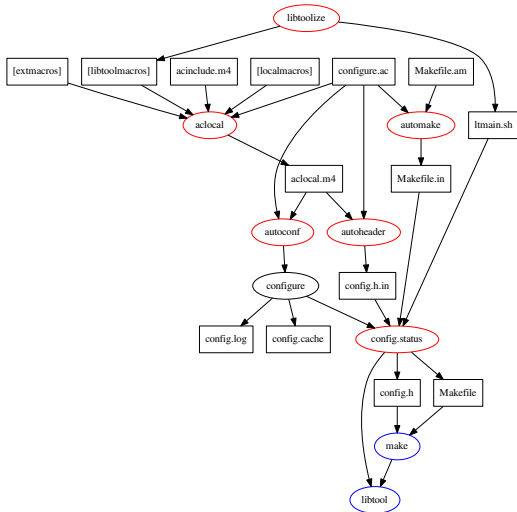 libtoolize
[extmacros]
[libtoolmacros]
acinclude.m4
[localmacros]
configure.ac
Makefile.am
aclocal
automake
ltmain.sh
aclocal.m4
Makefile.in
autoconf
autoheader
configure
config.h.in
config.log
config.cache
config.status
config.h
Makefile
make
libtool